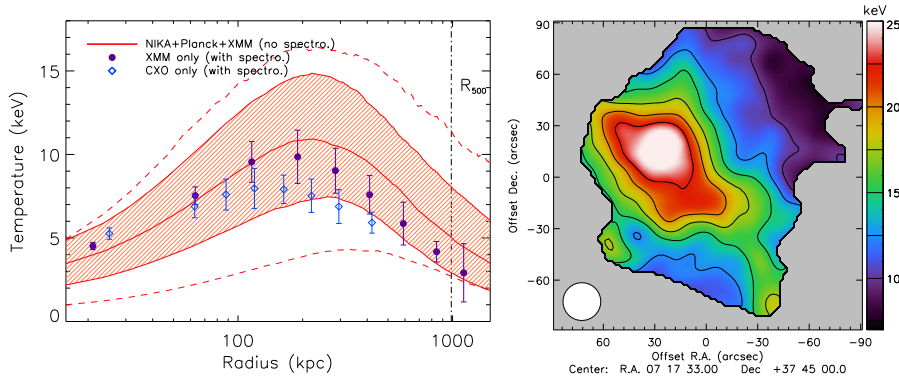 NIKA+Planck+XMM (no spectro.)
XMM only (with spectro.)
CXO only (with spectro.)
R500
Temperature (keV)
15
10
5
0
100
1000
Radius (kpc)
keV
25
20
15
10
Offset Dec. (arcsec)
90
60
30
0
−30
−60
60
30
0
−30
−60
−90
Offset R.A. (arcsec)
Center: R.A. 07 17 33.00 Dec +37 45 00.0